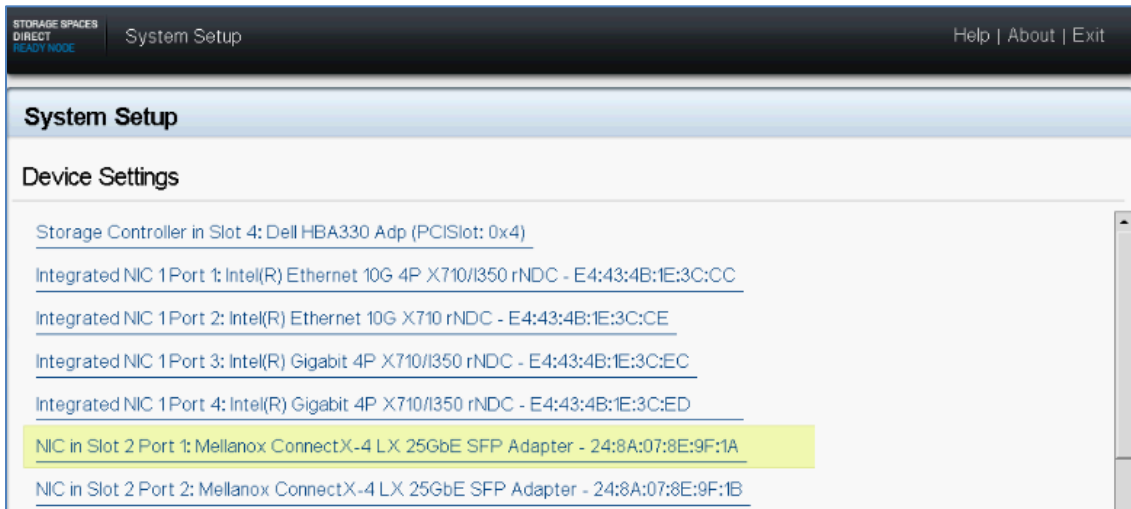 STORAGE SPACES
DIRECT
READY NODE
System Setup
Help | About | Exit
System Setup
Device Settings
Storage Controller in Slot 4: Dell HBA330 Adp (PCISlot: 0x4)
Integrated NIC 1 Port 1: Intel(R) Ethernet 10G 4P X710/I350 rNDC - E4:43:4B:1E:3C:CC
Integrated NIC 1 Port 2: Intel(R) Ethernet 10G X710 rNDC - E4:43:4B:1E:3C:CE
Integrated NIC 1 Port 3: Intel(R) Gigabit 4P X710/I350 rNDC - E4:43:4B:1E:3C:EC
Integrated NIC 1 Port 4: Intel(R) Gigabit 4P X710/I350 rNDC - E4:43:4B:1E:3C:ED
NIC in Slot 2 Port 1: Mellanox ConnectX-4 LX 25GbE SFP Adapter - 24:8A:07:8E:9F:1A
NIC in Slot 2 Port 2: Mellanox ConnectX-4 LX 25GbE SFP Adapter - 24:8A:07:8E:9F:1B